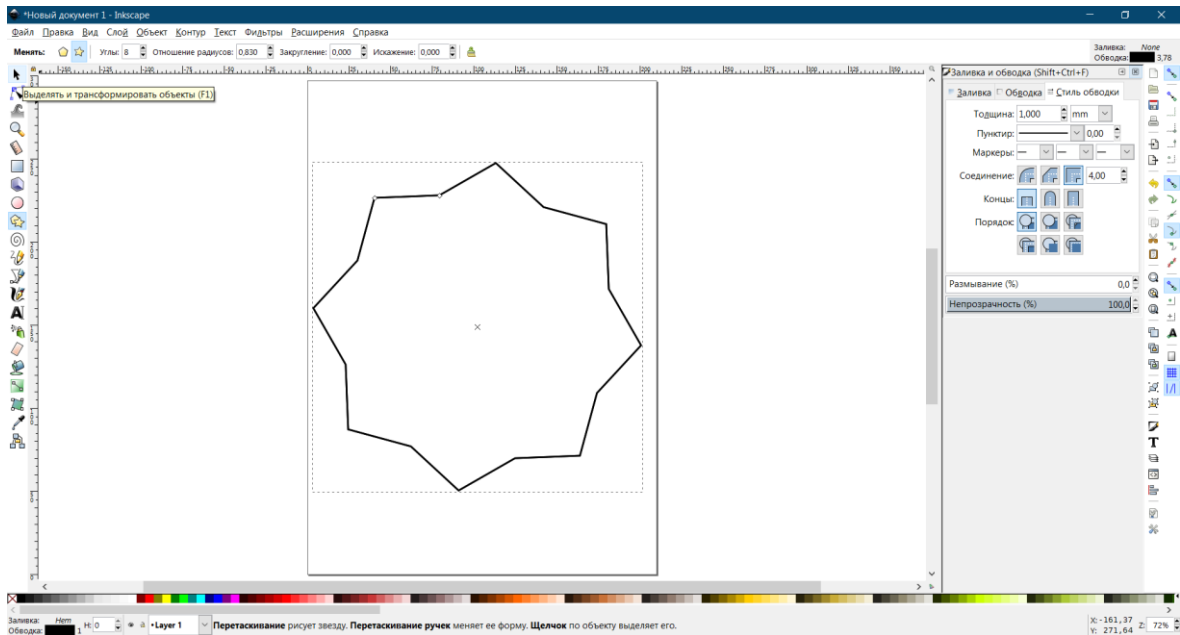 *Новый документ 1 - Inkscape
Файл Правка Вид Слой Объект Контур Текст Фильтры Расширения Справка
Менять: Углы: 8 Отношение радиусов: 0,830 Закругление: 0,000 Искажение: 0,000
Заливка: None
Обводка: 3,78
Выделять и трансформировать объекты (F1)
Заливка и обводка (Shift+Ctrl+F)
Заливка Обводка Стиль обводки
Толщина: 1,000 mm
Пунктир: 0,00
Маркеры:
Соединение: 4,00
Концы:
Порядок:
Размывание (%) 0,0
Непрозрачность (%) 100,0
Заливка: Нет
Обводка: 1
Н: 0
•Layer 1
Перетаскивание рисует звезду. Перетаскивание ручек меняет ее форму. Щелчок по объекту выделяет его.
X: -161,37
Y: 271,64
Z: 72%